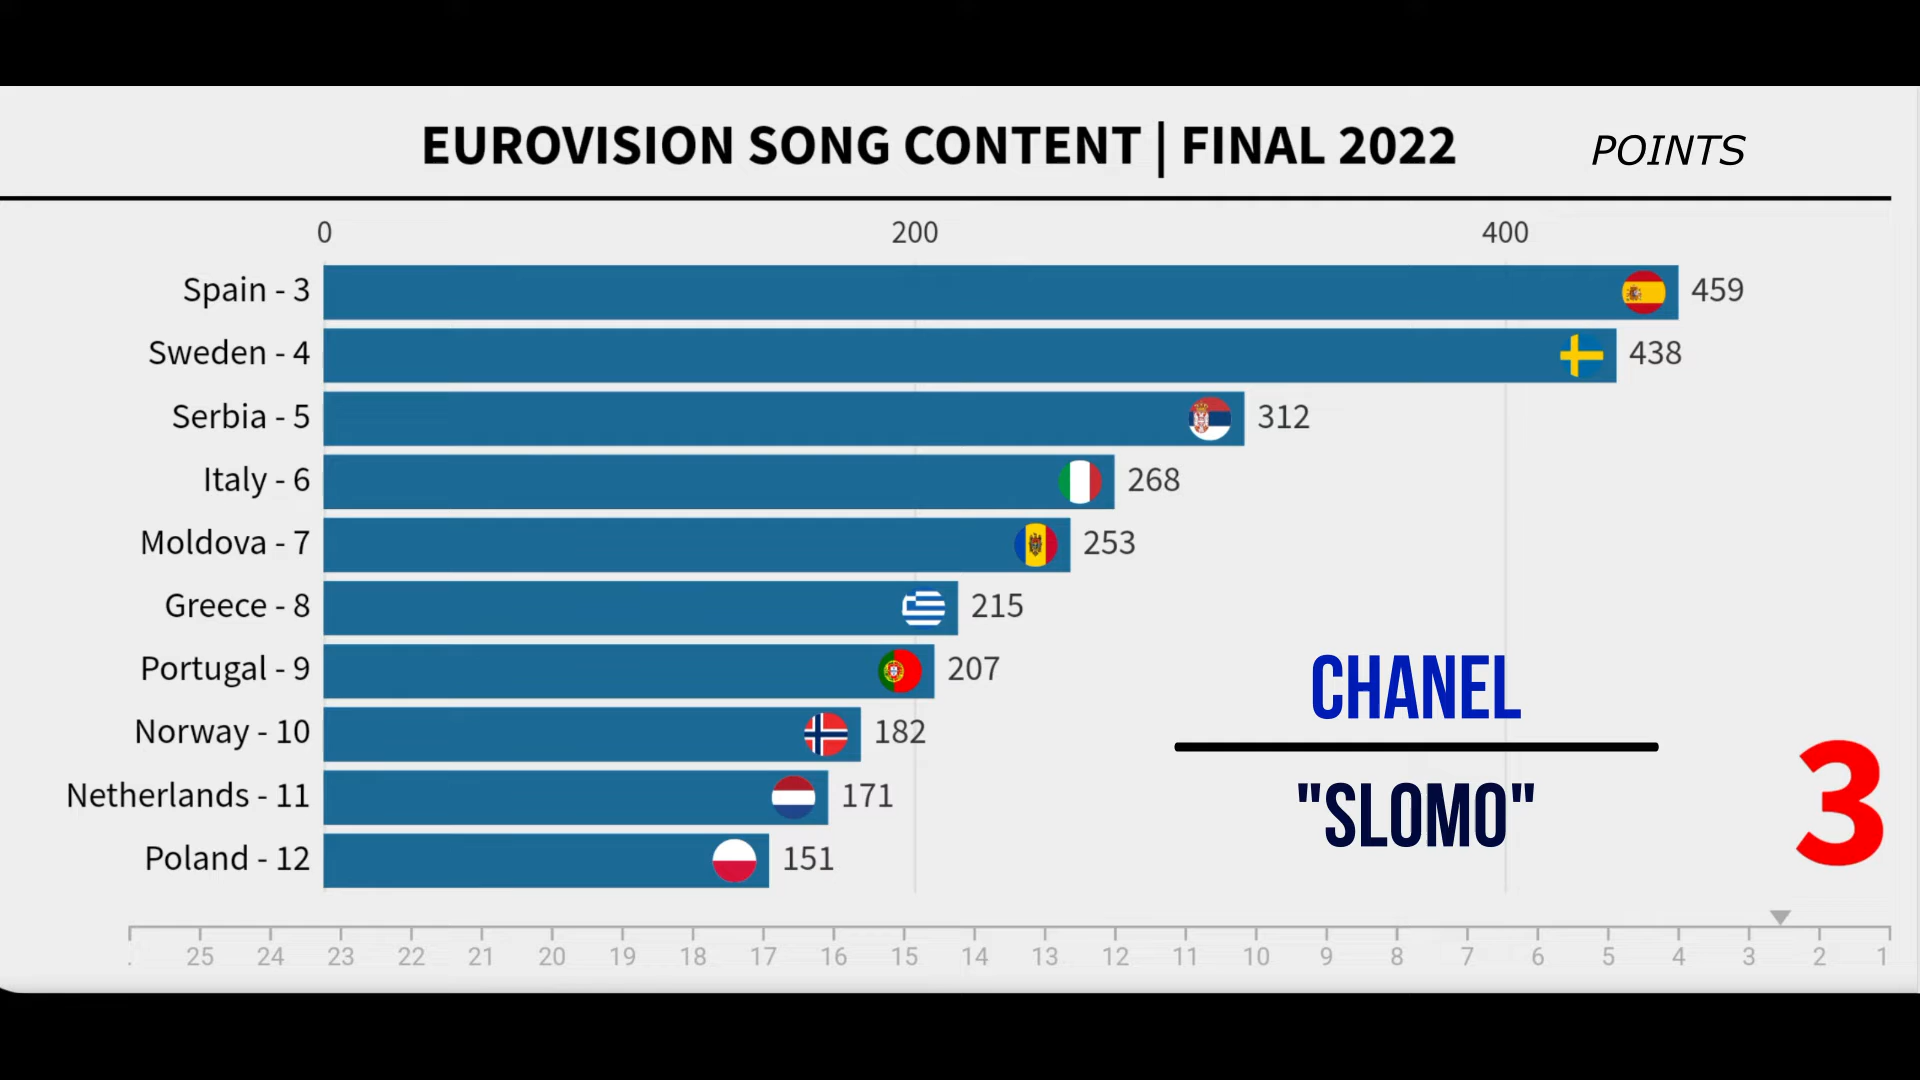 EUROVISION SONG CONTENT | FINAL 2022
POINTS
0 200 400
Spain - 3 459
Sweden - 4 438
Serbia - 5 312
Italy - 6 268
Moldova - 7 253
Greece - 8 215
Portugal - 9 207
Norway - 10 182
Netherlands - 11 171
Poland - 12 151
CHANEL
"SLOMO"
3
. 25 24 23 22 21 20 19 18 17 16 15 14 13 12 11 10 9 8 7 6 5 4 3 2 1